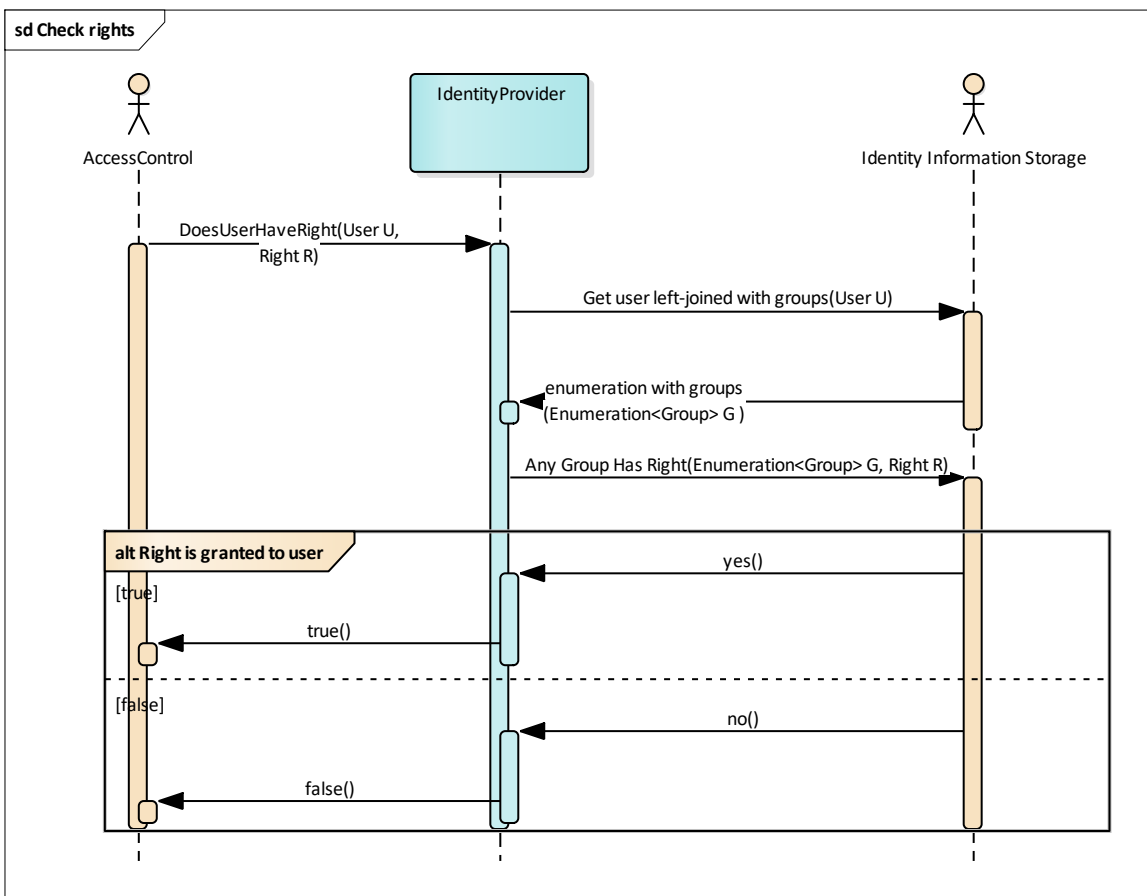 sd Check rights
AccessControl
IdentityProvider
Identity Information Storage
DoesUserHaveRight(User U,
Right R)
Get user left-joined with groups(User U)
enumeration with groups
(Enumeration<Group> G )
Any Group Has Right(Enumeration<Group> G, Right R)
alt Right is granted to user
yes()
[true]
true()
[false]
no()
false()